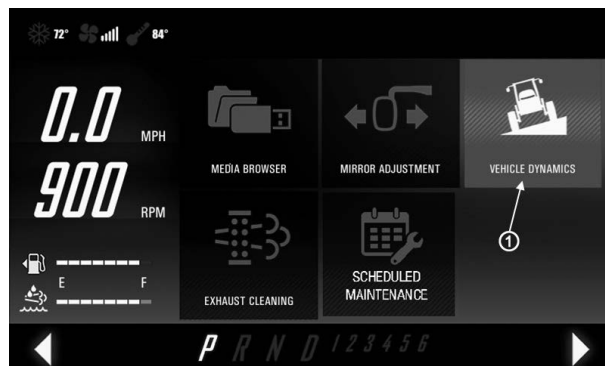 72° 84°
0.0 MPH
900 RPM
E F
MEDIA BROWSER
MIRROR ADJUSTMENT
VEHICLE DYNAMICS
1
EXHAUST CLEANING
SCHEDULED
MAINTENANCE
P R N D 1 2 3 4 5 6